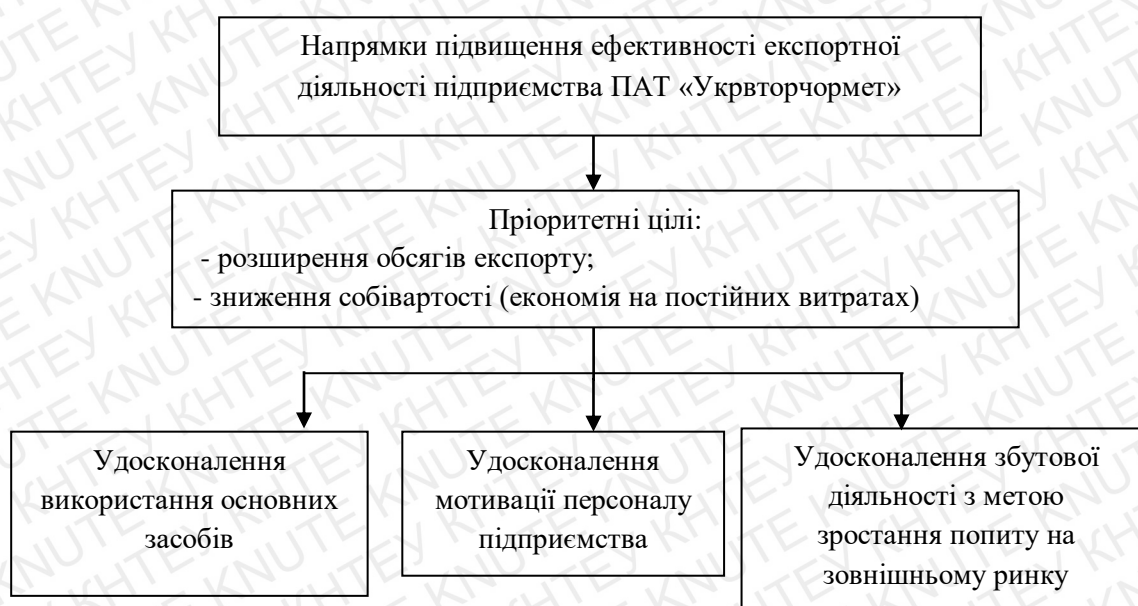 Напрямки підвищення ефективності експортної
діяльності підприємства ПАТ «Укрвторчормет»
Пріоритетні цілі:
- розширення обсягів експорту;
- зниження собівартості (економія на постійних витратах)
Удосконалення
використання основних
засобів
Удосконалення
мотивації персоналу
підприємства
Удосконалення збутової
діяльності з метою
зростання попиту на
зовнішньому ринку